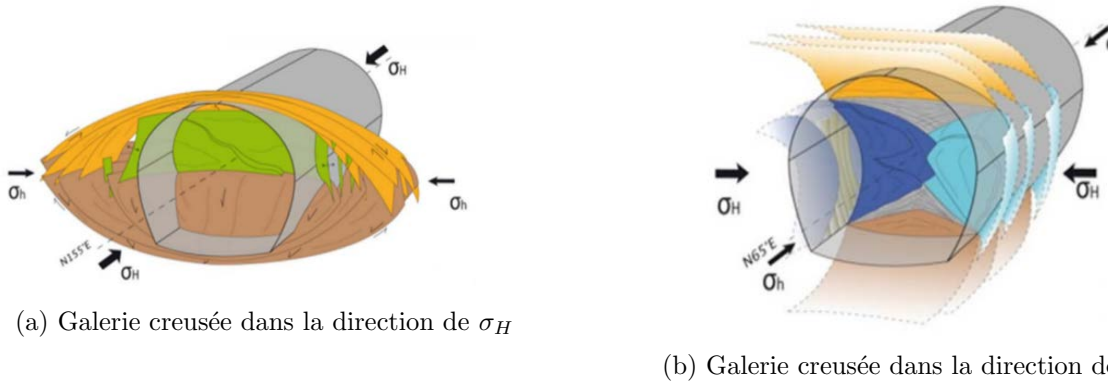 σH
σh
σh
N155°E
σH
(a) Galerie creusée dans la direction de σH
σH
σH
N65°E
σh
(b) Galerie creusée dans la direction de